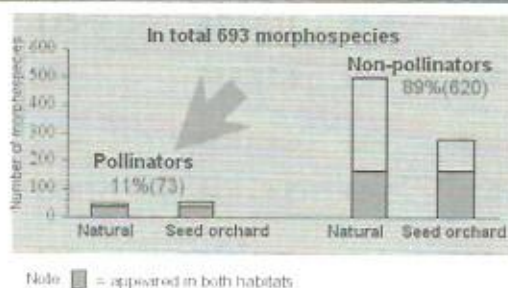 In total 693 morphospecies
Number of morphospecies
600
500
400
300
200
100
0
Pollinators
11%(73)
Non-pollinators
89%(620)
Natural
Seed orchard
Natural
Seed orchard
Note = appeared in both habitats